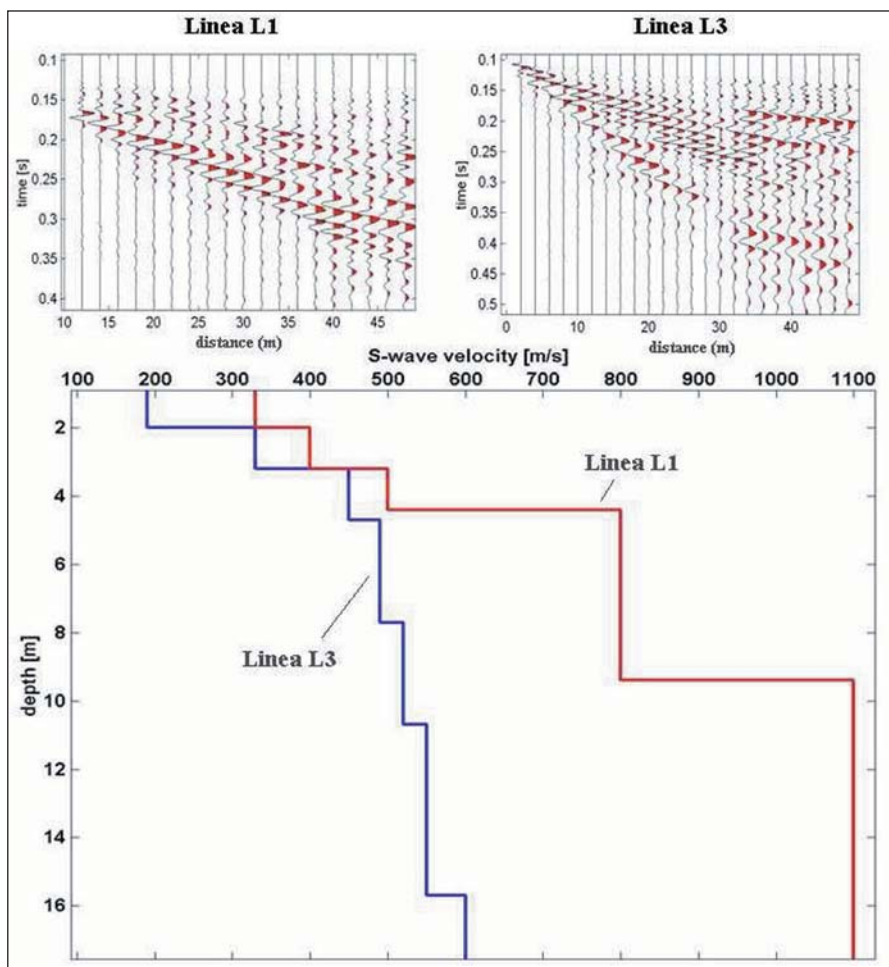 Linea L1
Linea L3
0.1
0.15
0.2
0.25
0.3
0.35
0.4
time [s]
10 15 20 25 30 35 40 45
distance (m)
0.1
0.15
0.2
0.25
0.3
0.35
0.4
0.45
0.5
time [s]
0 10 20 30 40
distance (m)
S-wave velocity [m/s]
100 200 300 400 500 600 700 800 900 1000 1100
2
4
6
8
10
12
14
16
depth [m]
Linea L1
Linea L3